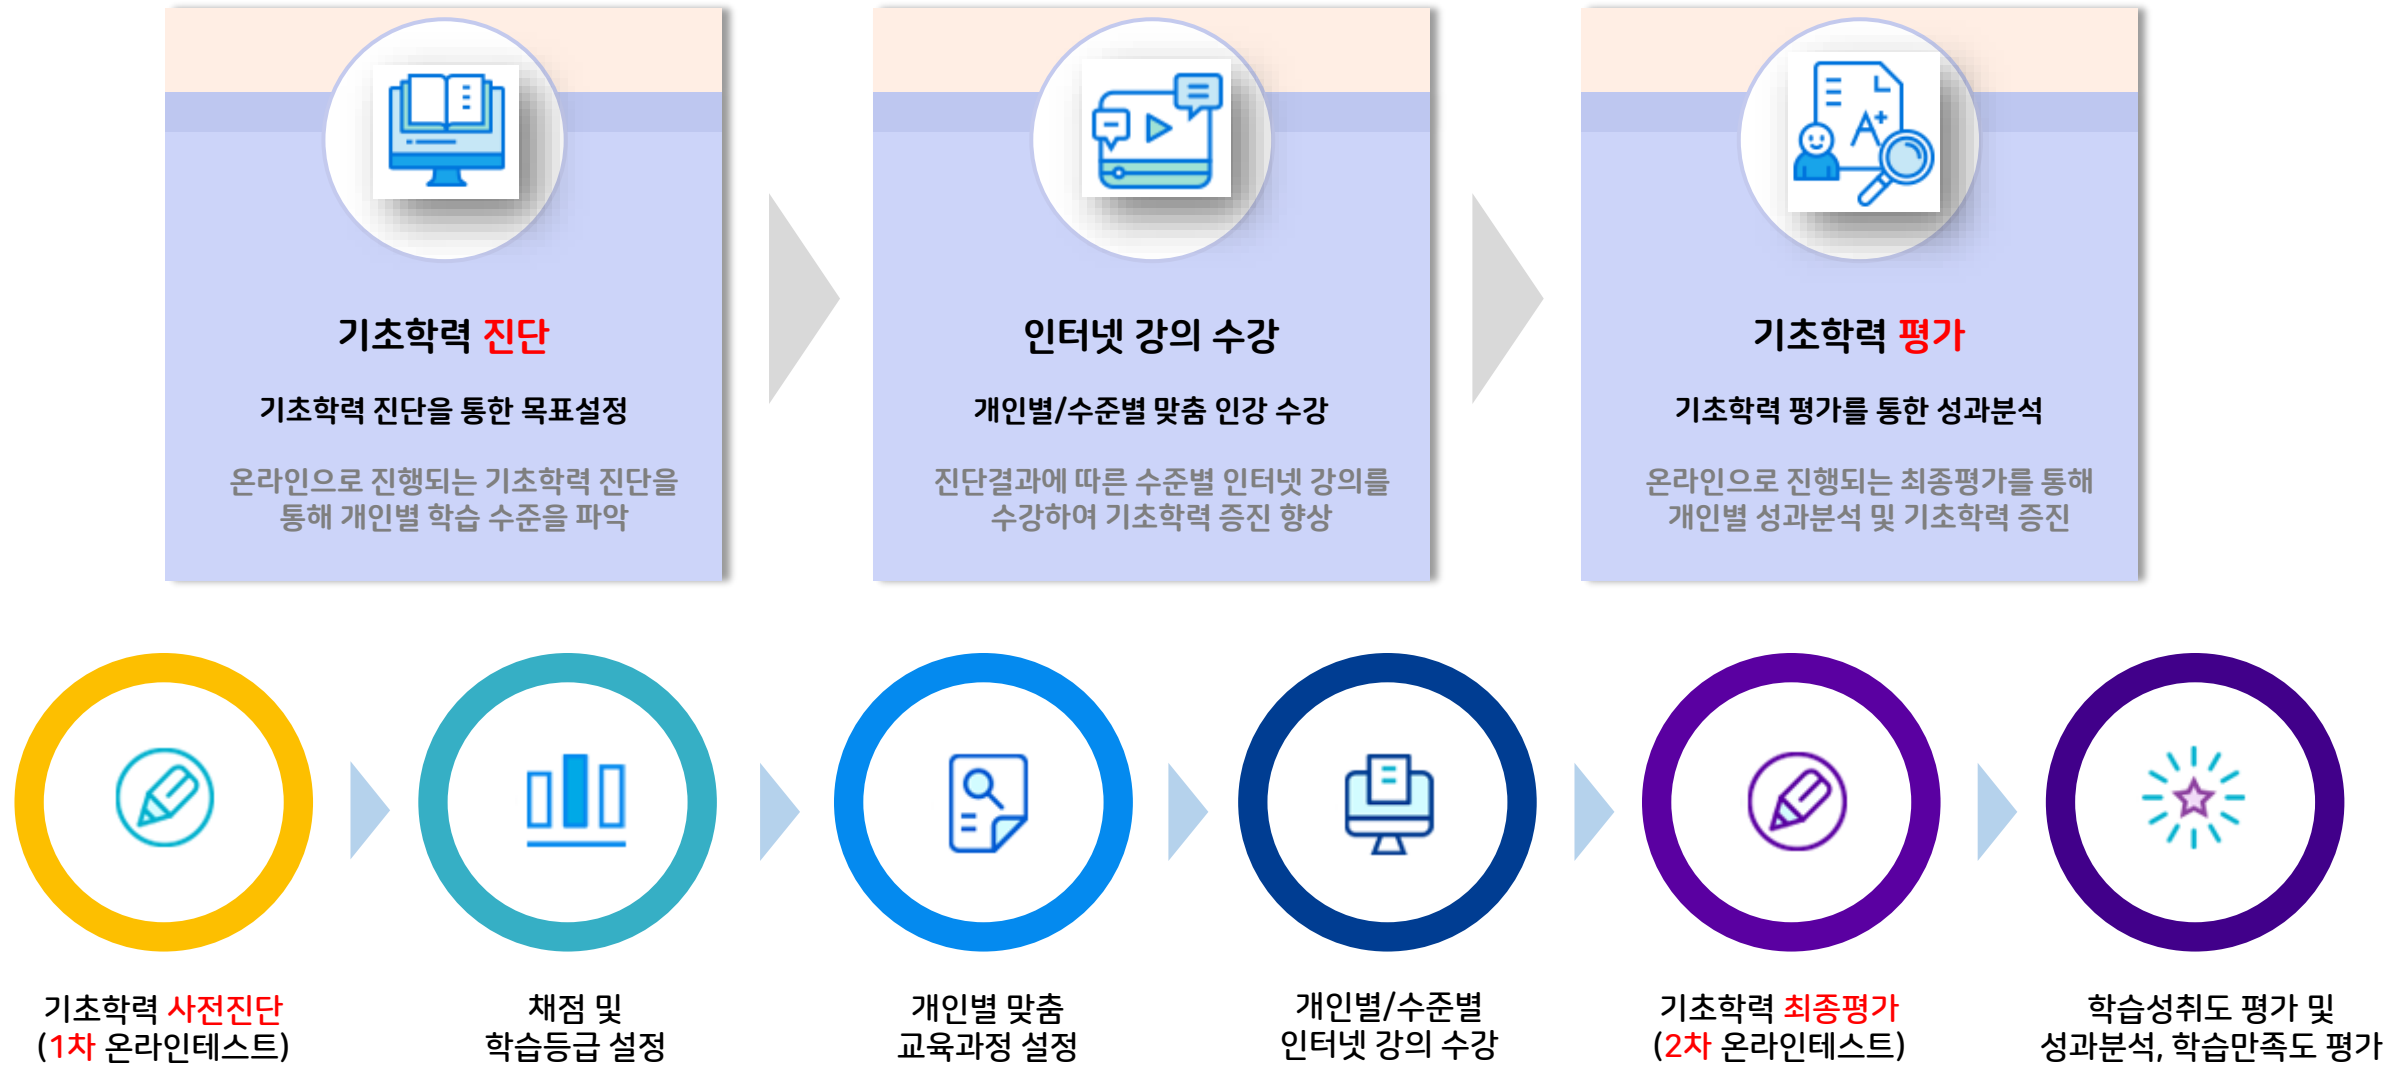 기초학력 진단
기초학력 진단을 통한 목표설정
온라인으로 진행되는 기초학력 진단을
통해 개인별 학습 수준을 파악
인터넷 강의 수강
개인별/수준별 맞춤 인강 수강
진단결과에 따른 수준별 인터넷 강의를
수강하여 기초학력 증진 향상
A+
기초학력 평가
기초학력 평가를 통한 성과분석
온라인으로 진행되는 최종평가를 통해
개인별 성과분석 및 기초학력 증진
기초학력 사전진단
(1차 온라인테스트)
채점 및
학습등급 설정
개인별 맞춤
교육과정 설정
개인별/수준별
인터넷 강의 수강
기초학력 최종평가
(2차 온라인테스트)
학습성취도 평가 및
성과분석, 학습만족도 평가